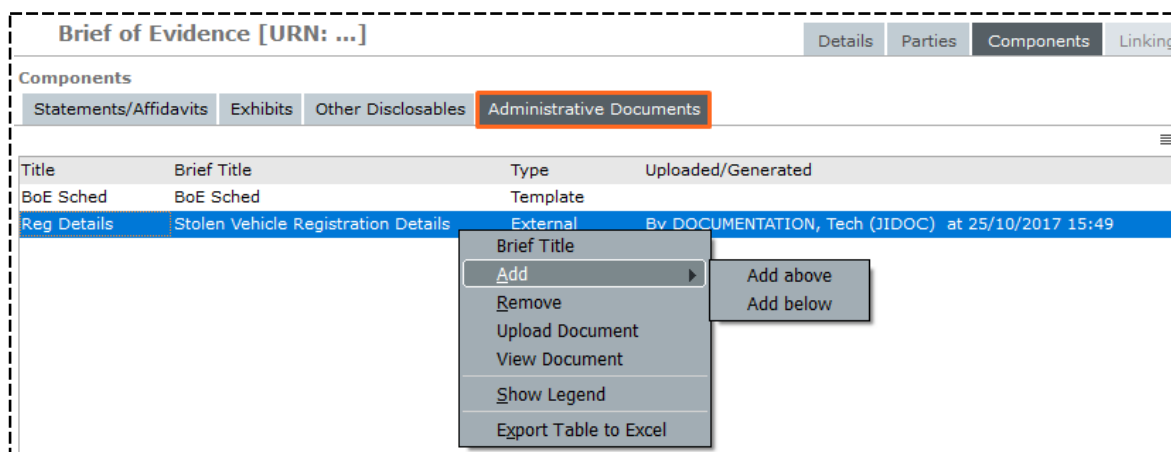 Brief of Evidence [URN: ...]
Details Parties Components Linking
Components
Statements/Affidavits Exhibits Other Disclosables Administrative Documents
Title Brief Title Type Uploaded/Generated
BoE Sched BoE Sched Template
Reg Details Stolen Vehicle Registration Details External By DOCUMENTATION, Tech (JIDOC) at 25/10/2017 15:49
Brief Title
Add Add above
Remove Add below
Upload Document
View Document
Show Legend
Export Table to Excel